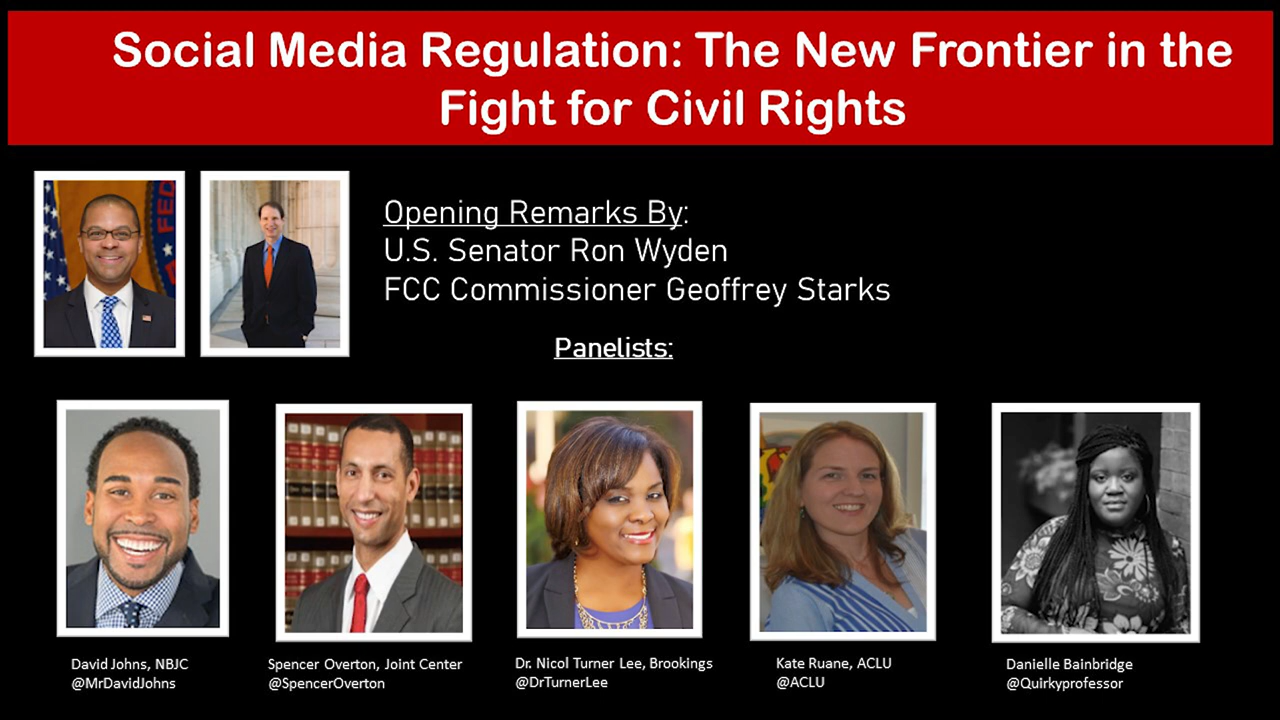 Social Media Regulation: The New Frontier in the
Fight for Civil Rights
FED
Opening Remarks By:
U.S. Senator Ron Wyden
FCC Commissioner Geoffrey Starks
Panelists:
David Johns, NBJC
@MrDavidJohns
Spencer Overton, Joint Center
@SpencerOverton
Dr. Nicol Turner Lee, Brookings
@DrTurnerLee
Kate Ruane, ACLU
@ACLU
Danielle Bainbridge
@Quirkyprofessor